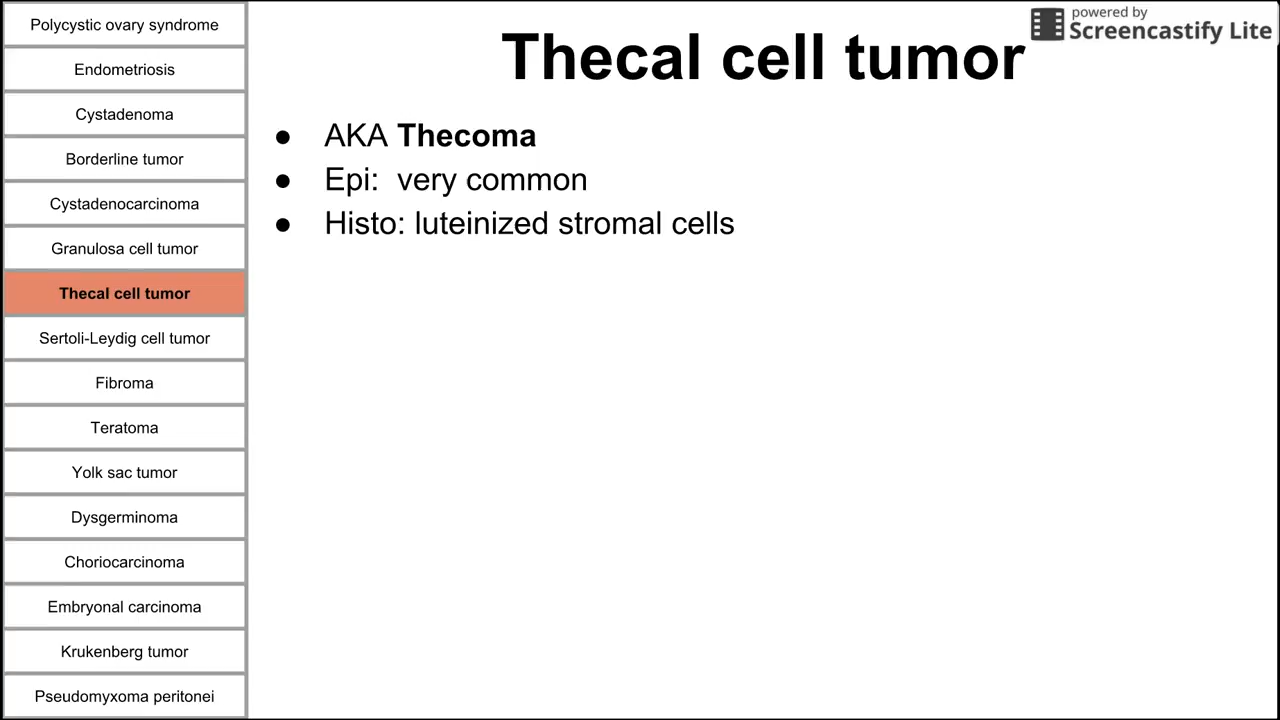 Polycystic ovary syndrome
Endometriosis
Cystadenoma
Borderline tumor
Cystadenocarcinoma
Granulosa cell tumor
Thecal cell tumor
Sertoli-Leydig cell tumor
Fibroma
Teratoma
Yolk sac tumor
Dysgerminoma
Choriocarcinoma
Embryonal carcinoma
Krukenberg tumor
Pseudomyxoma peritonei
Thecal cell tumor
● AKA Thecoma
● Epi: very common
● Histo: luteinized stromal cells
powered by
Screencastify Lite